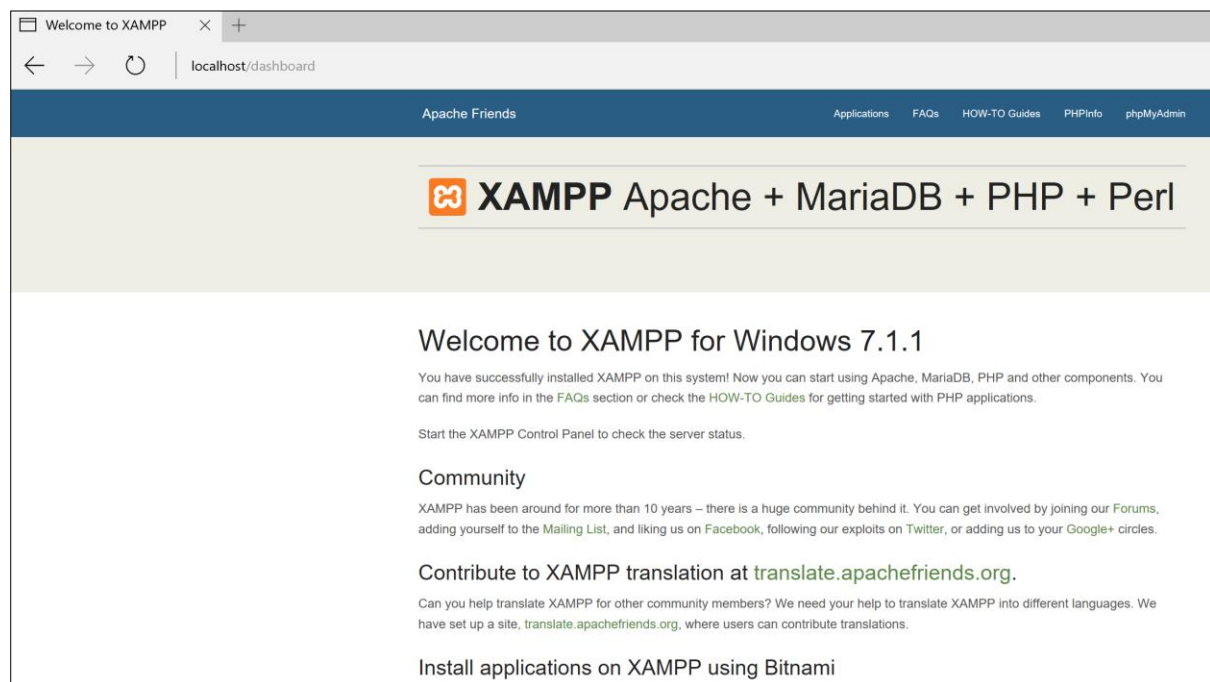 Welcome to XAMPP
localhost/dashboard
Apache Friends
Applications FAQs HOW-TO Guides PHPInfo phpMyAdmin
XAMPP Apache + MariaDB + PHP + Perl
Welcome to XAMPP for Windows 7.1.1
You have successfully installed XAMPP on this system! Now you can start using Apache, MariaDB, PHP and other components. You
can find more info in the FAQs section or check the HOW-TO Guides for getting started with PHP applications.
Start the XAMPP Control Panel to check the server status.
Community
XAMPP has been around for more than 10 years – there is a huge community behind it. You can get involved by joining our Forums,
adding yourself to the Mailing List, and liking us on Facebook, following our exploits on Twitter, or adding us to your Google+ circles.
Contribute to XAMPP translation at translate.apachefriends.org.
Can you help translate XAMPP for other community members? We need your help to translate XAMPP into different languages. We
have set up a site, translate.apachefriends.org, where users can contribute translations.
Install applications on XAMPP using Bitnami